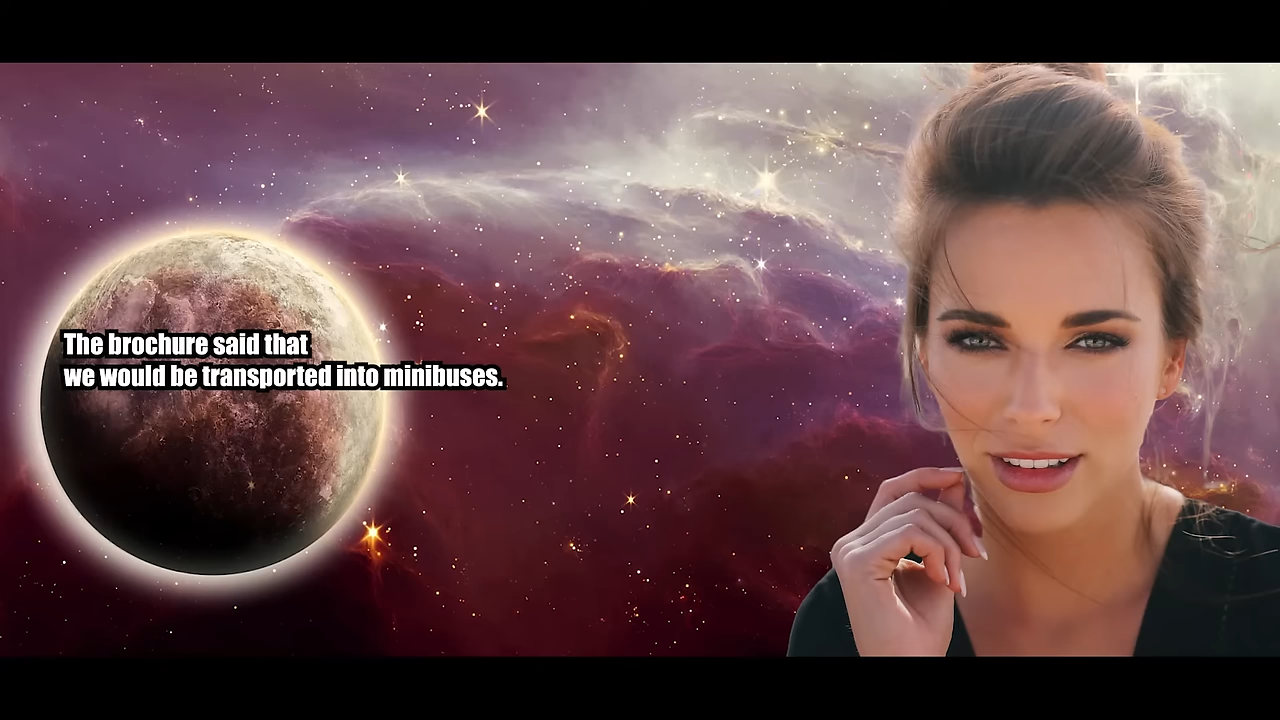 The brochure said that
we would be transported into minibuses.